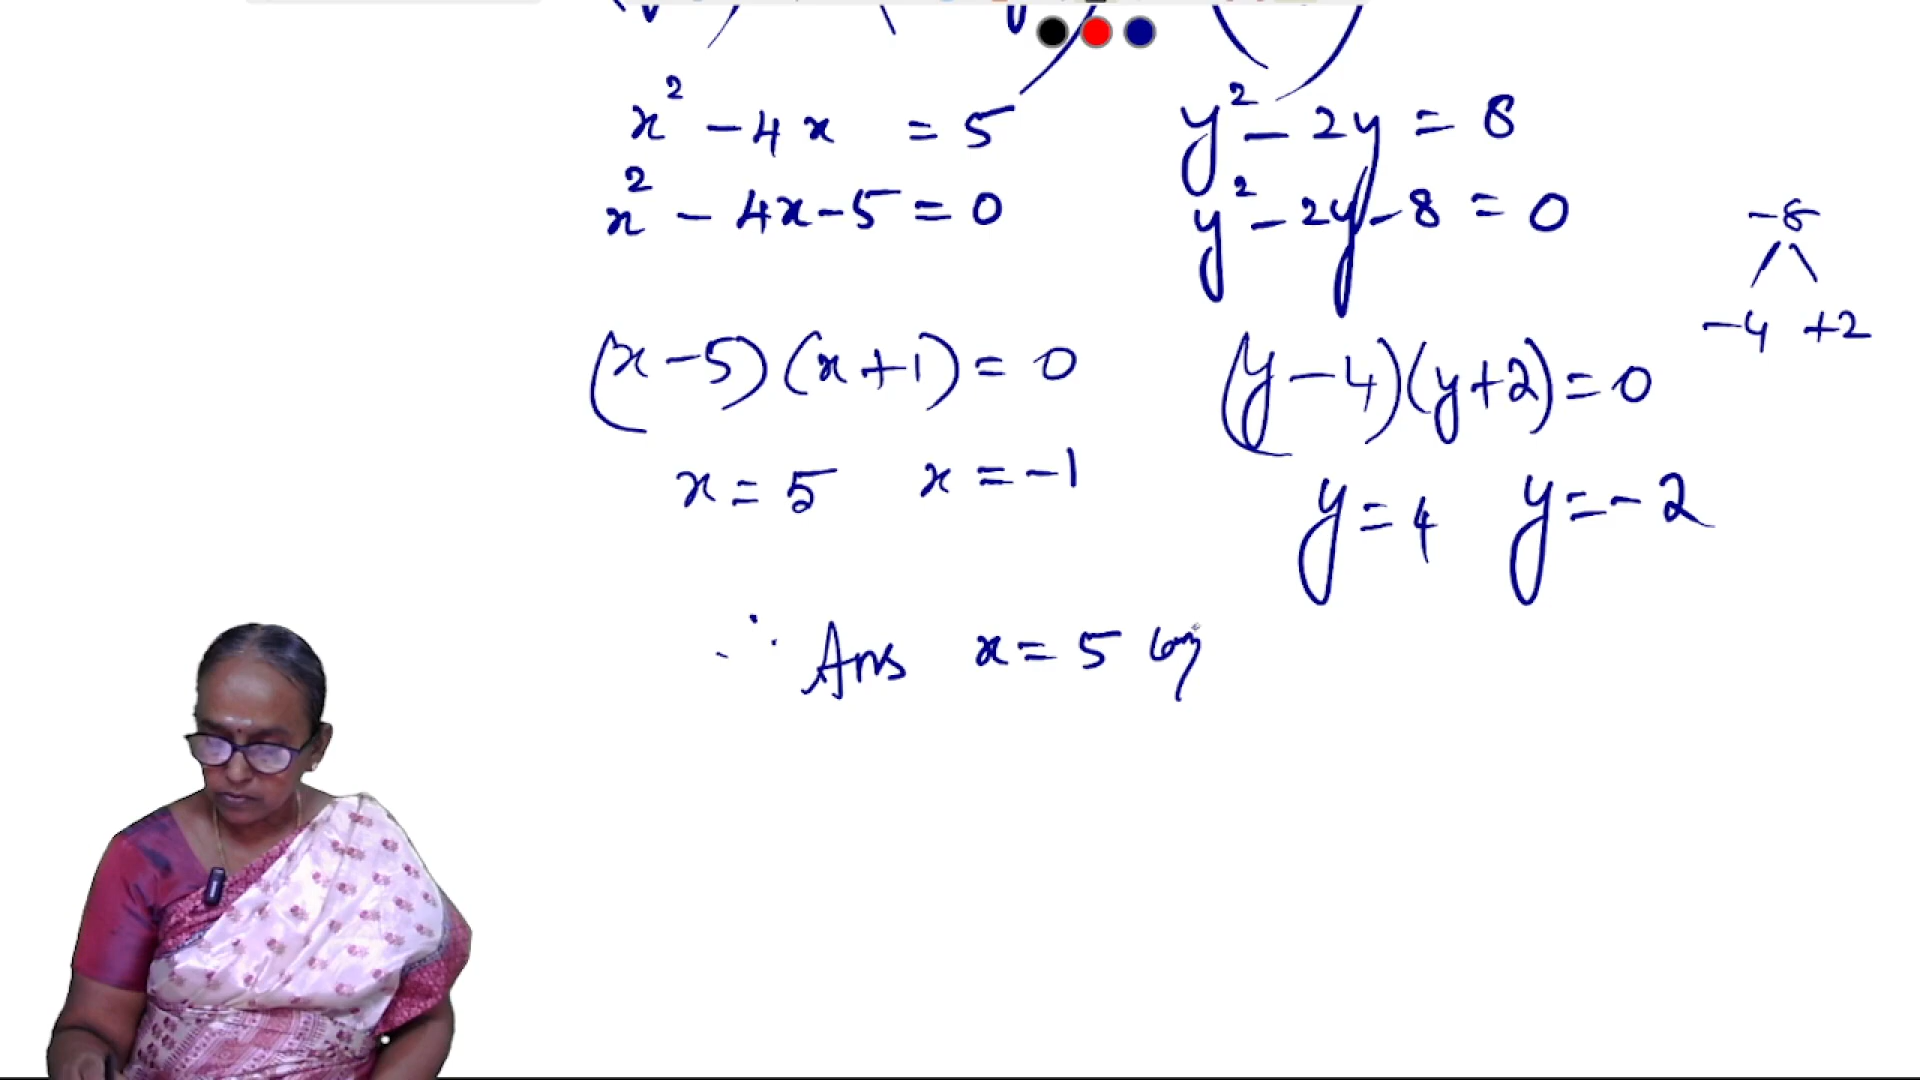 x² - 4x = 5
y² - 2y = 8
x² - 4x - 5 = 0
y² - 2y - 8 = 0
-8
-4 +2
(x-5)(x+1) = 0
(y-4)(y+2) = 0
x = 5 x = -1
y = 4 y = -2
∴ Ans x = 5